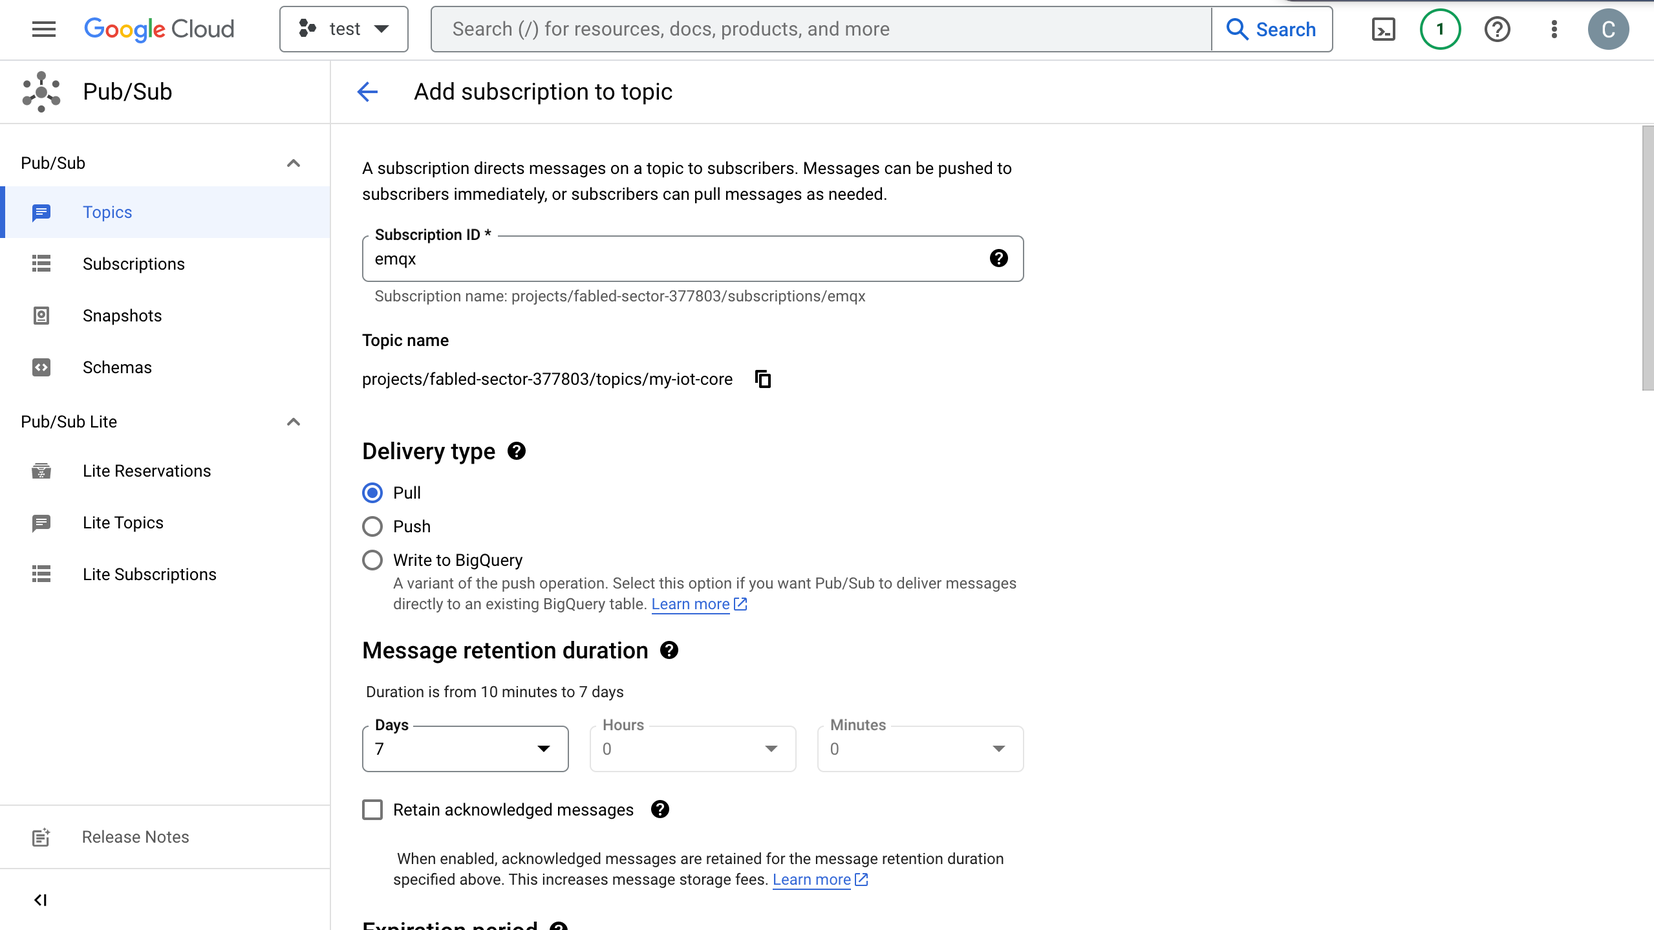 Google Cloud
test
Search (/) for resources, docs, products, and more
Search
1
C
Pub/Sub
Add subscription to topic
Pub/Sub
Topics
Subscriptions
Snapshots
Schemas
Pub/Sub Lite
Lite Reservations
Lite Topics
Lite Subscriptions
Release Notes
A subscription directs messages on a topic to subscribers. Messages can be pushed to
subscribers immediately, or subscribers can pull messages as needed.
Subscription ID *
emqx
Subscription name: projects/fabled-sector-377803/subscriptions/emqx
Topic name
projects/fabled-sector-377803/topics/my-iot-core
Delivery type
Pull
Push
Write to BigQuery
A variant of the push operation. Select this option if you want Pub/Sub to deliver messages
directly to an existing BigQuery table. Learn more
Message retention duration
Duration is from 10 minutes to 7 days
Days
7
Hours
0
Minutes
0
Retain acknowledged messages
When enabled, acknowledged messages are retained for the message retention duration
specified above. This increases message storage fees. Learn more
Expiration period